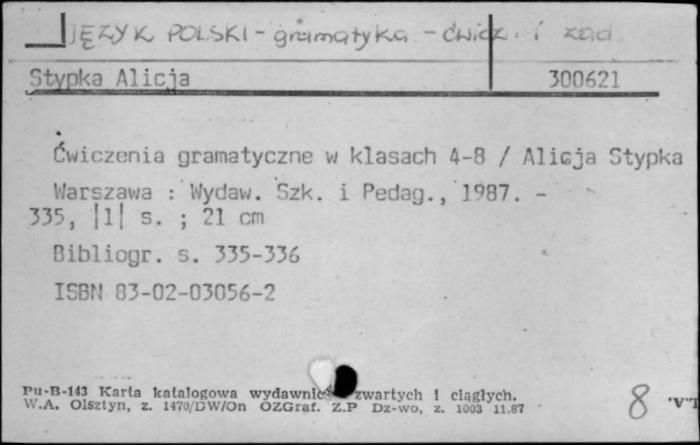 JĘZYK POLSKI - gramatyka - ćwicz. i zad.
Stypka Alicja 300621
Ćwiczenia gramatyczne w klasach 4-8 / Alicja Stypka
Warszawa : Wydaw. Szk. i Pedag., 1987. -
335, |1| s. ; 21 cm
Bibliogr. s. 335-336
ISBN 83-02-03056-2
Pu-B-143 Karta katalogowa wydawnic zwartych i ciągłych.
W.A. Olsztyn, z. 1470/DW/On OZGraf. Z.P Dz-wo, z. 1003 11.87
8